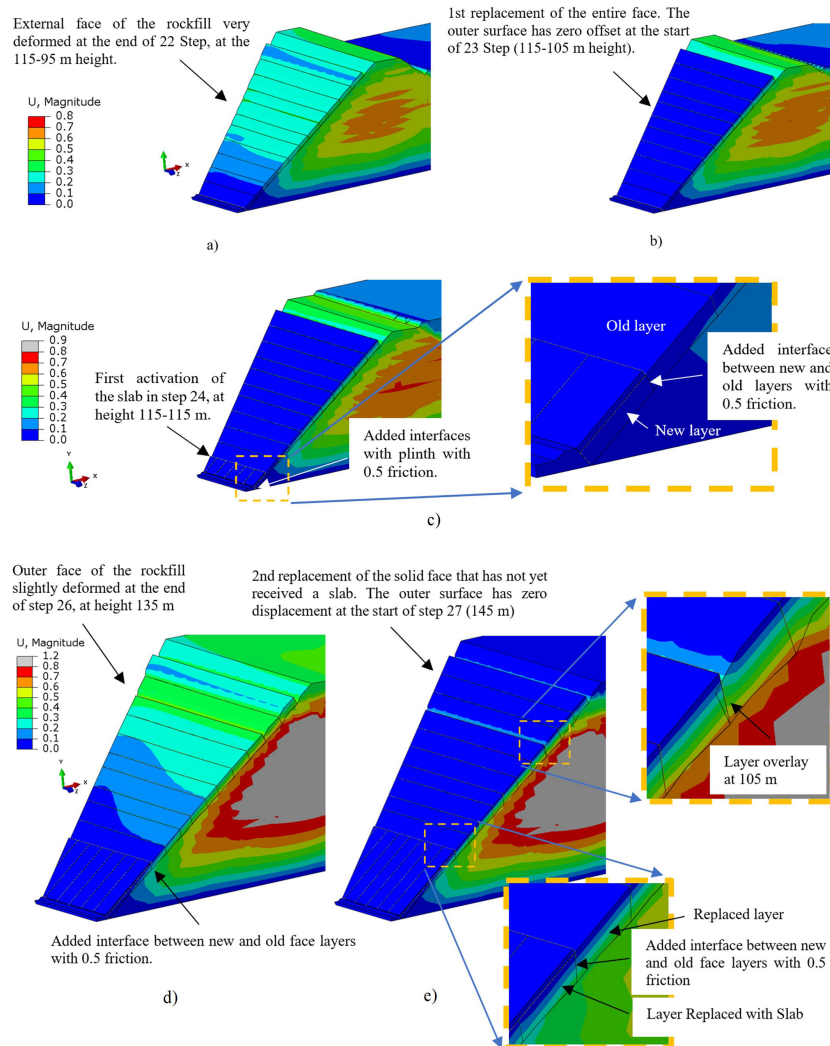 External face of the rockfill very
deformed at the end of 22 Step, at the
115-95 m height.
U, Magnitude
0.8
0.7
0.6
0.5
0.4
0.3
0.2
0.1
0.0
X
Z
a)
1st replacement of the entire face. The
outer surface has zero offset at the start
of 23 Step (115-105 m height).
b)
U, Magnitude
0.9
0.8
0.7
0.6
0.5
0.4
0.3
0.2
0.1
0.0
Y
X
Z
First activation of
the slab in step 24, at
height 115-115 m.
Added interfaces
with plinth with
0.5 friction.
Old layer
New layer
Added interface
between new and
old layers with
0.5 friction.
c)
Outer face of the rockfill
slightly deformed at the end
of step 26, at height 135 m
U, Magnitude
1.2
0.8
0.7
0.6
0.5
0.4
0.3
0.2
0.1
0.0
Y
X
Z
Added interface between new and old face layers
with 0.5 friction.
d)
2nd replacement of the solid face that has not yet
received a slab. The outer surface has zero
displacement at the start of step 27 (145 m)
Layer overlay
at 105 m
e)
Replaced layer
Added interface between new
and old face layers with 0.5
friction
Layer Replaced with Slab